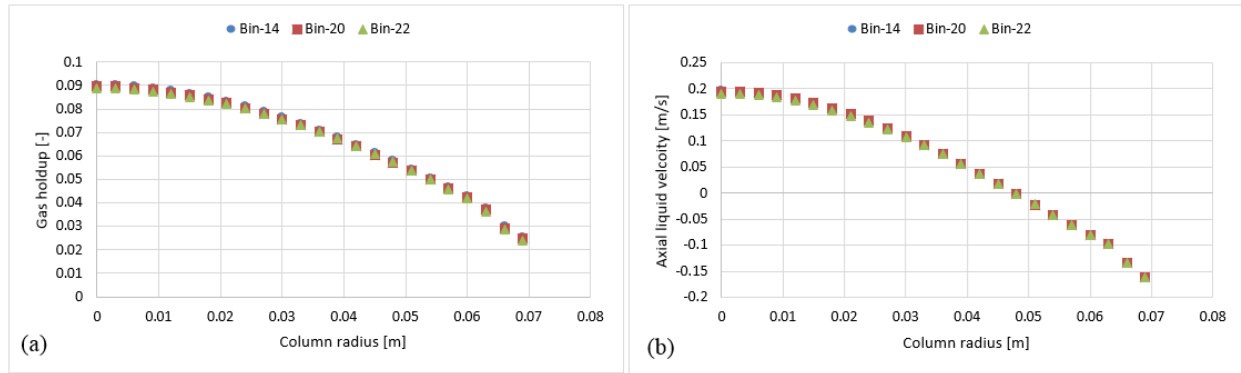 Bin-14 Bin-20 Bin-22
0.1
0.09
0.08
0.07
0.06
0.05
0.04
0.03
0.02
0.01
0
Gas holdup [-]
0 0.01 0.02 0.03 0.04 0.05 0.06 0.07 0.08
Column radius [m]
(a)
Bin-14 Bin-20 Bin-22
0.25
0.2
0.15
0.1
0.05
0
-0.05
-0.1
-0.15
-0.2
Axial liquid velcoity [m/s]
0 0.01 0.02 0.03 0.04 0.05 0.06 0.07 0.08
Column radius [m]
(b)